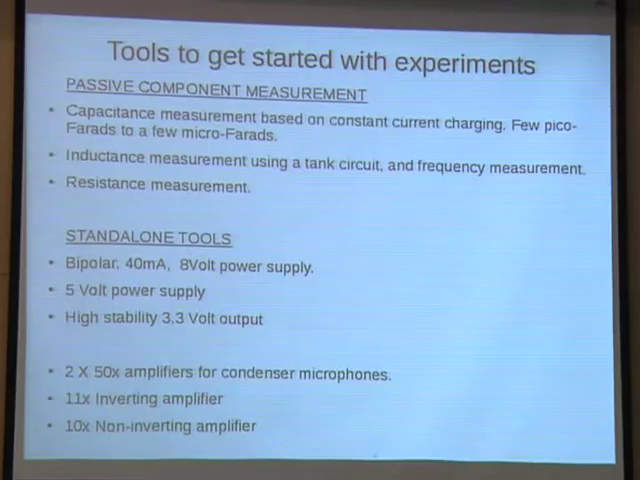 Tools to get started with experiments
PASSIVE COMPONENT MEASUREMENT
• Capacitance measurement based on constant current charging. Few pico-
Farads to a few micro-Farads.
• Inductance measurement using a tank circuit, and frequency measurement.
• Resistance measurement.
STANDALONE TOOLS
• Bipolar, 40mA, 8Volt power supply.
• 5 Volt power supply
• High stability 3.3 Volt output
• 2 X 50x amplifiers for condenser microphones.
• 11x Inverting amplifier
• 10x Non-inverting amplifier